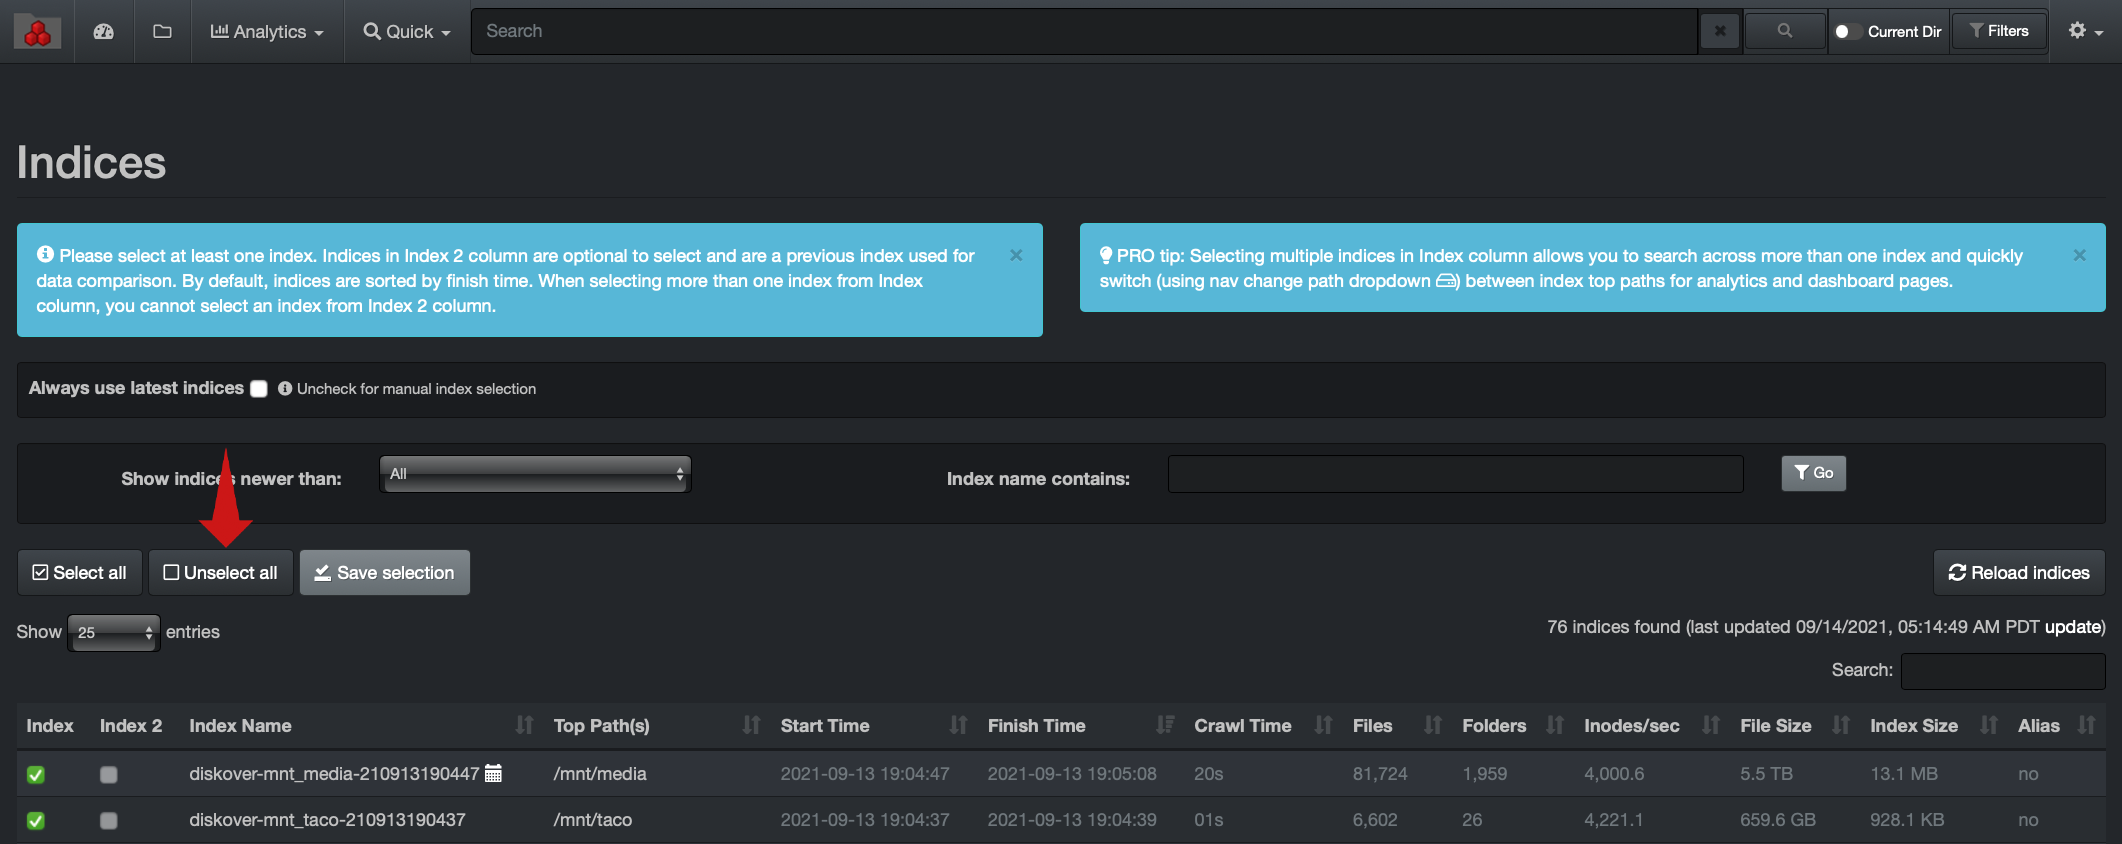 Analytics Quick Search Current Dir Filters
Indices
Please select at least one index. Indices in Index 2 column are optional to select and are a previous index used for
data comparison. By default, indices are sorted by finish time. When selecting more than one index from Index
column, you cannot select an index from Index 2 column.
PRO tip: Selecting multiple indices in Index column allows you to search across more than one index and quickly
switch (using nav change path dropdown ) between index top paths for analytics and dashboard pages.
Always use latest indices Uncheck for manual index selection
Show indices newer than: All Index name contains: Go
Select all Unselect all Save selection Reload indices
Show 25 entries
76 indices found (last updated 09/14/2021, 05:14:49 AM PDT update)
Search:
Index Index 2 Index Name Top Path(s) Start Time Finish Time Crawl Time Files Folders Inodes/sec File Size Index Size Alias
diskover-mnt_media-210913190447 /mnt/media 2021-09-13 19:04:47 2021-09-13 19:05:08 20s 81,724 1,959 4,000.6 5.5 TB 13.1 MB no
diskover-mnt_taco-210913190437 /mnt/taco 2021-09-13 19:04:37 2021-09-13 19:04:39 01s 6,602 26 4,221.1 659.6 GB 928.1 KB no